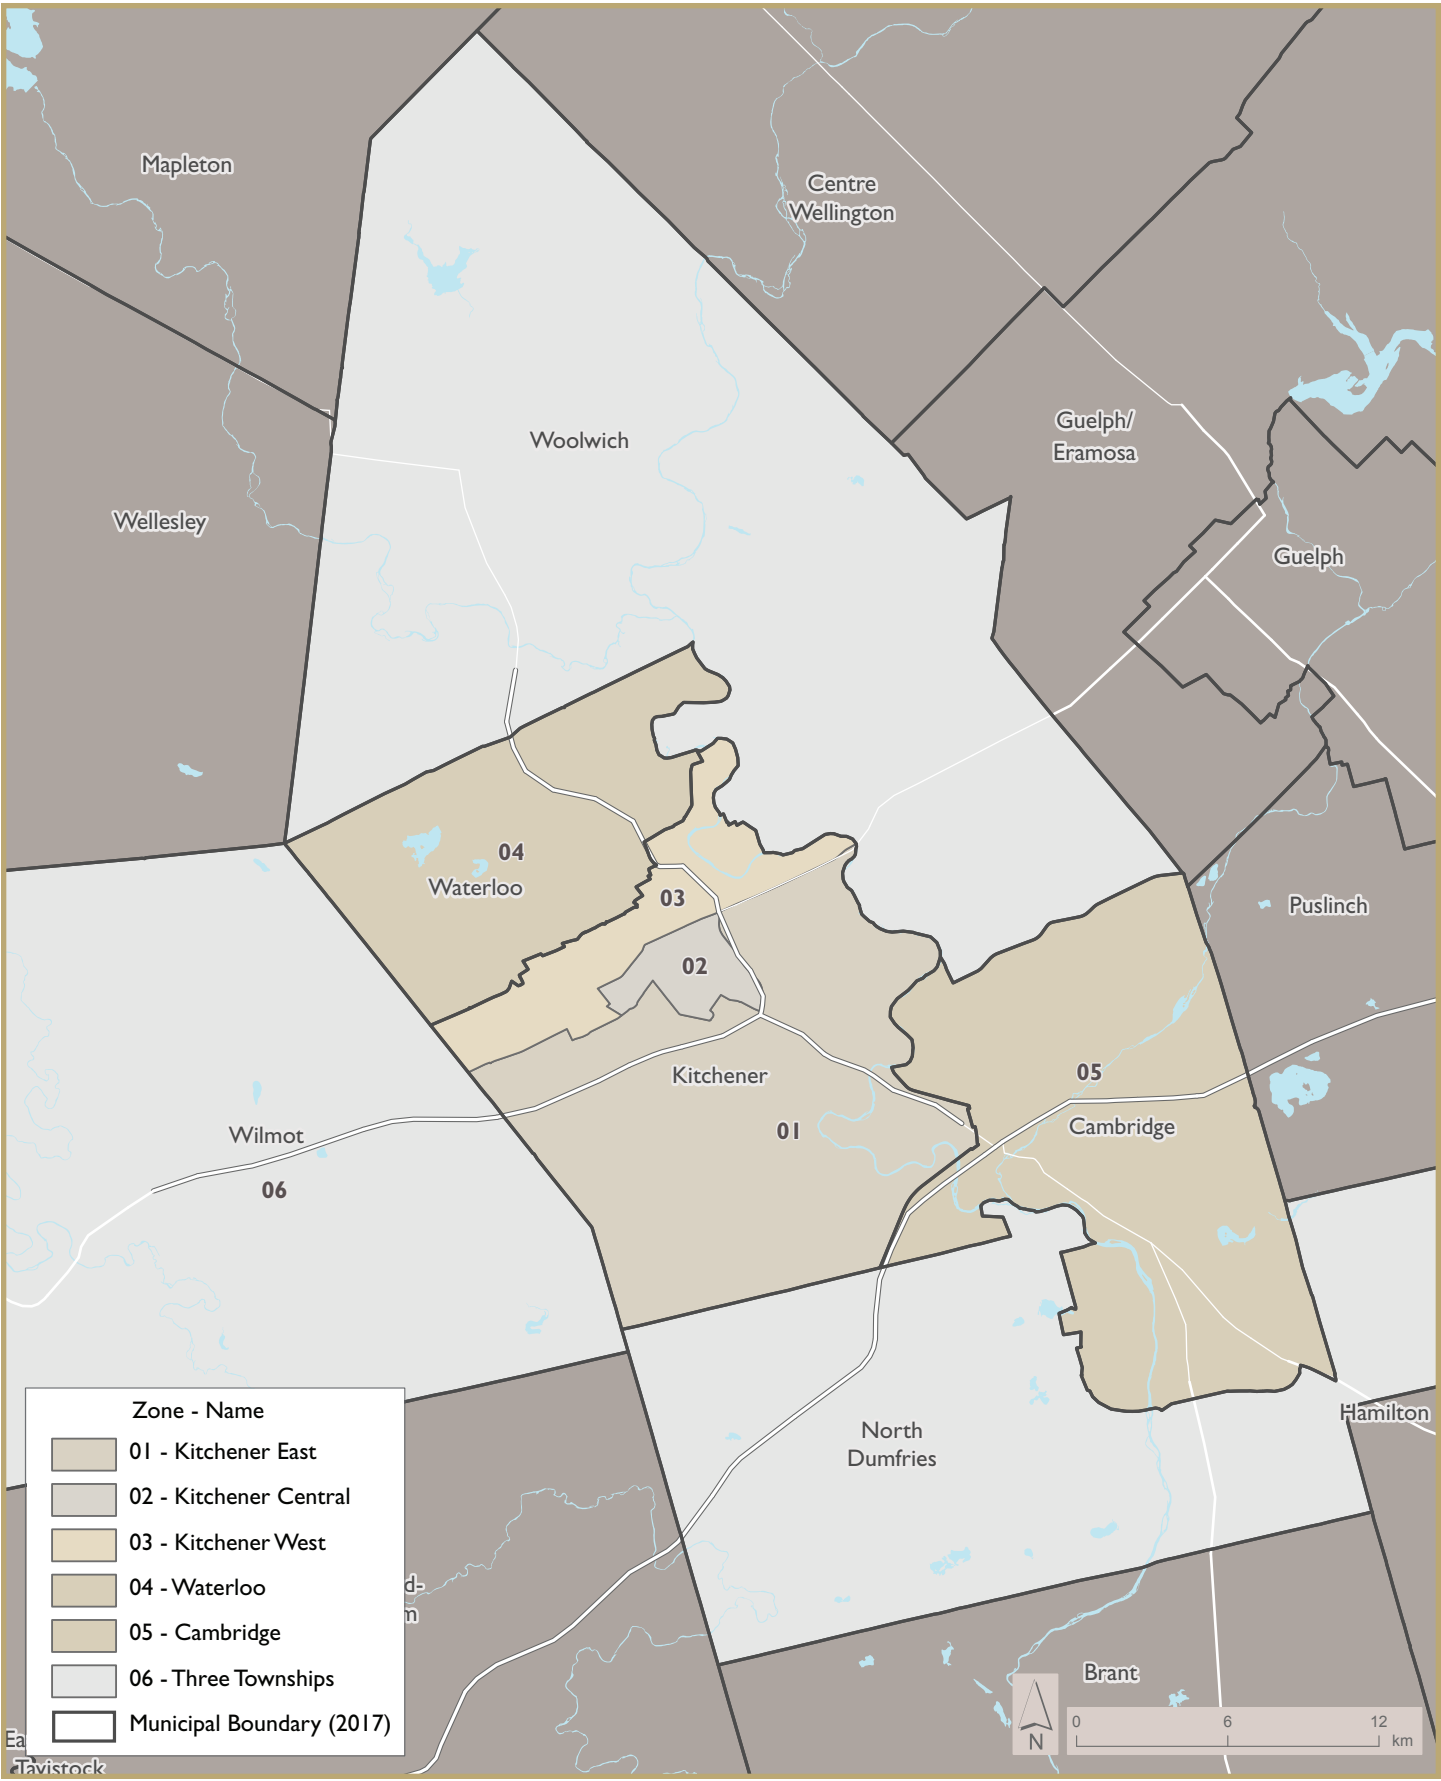 Mapleton
Centre
Wellington
Guelph/
Eramosa
Woolwich
Wellesley
Guelph
04
Waterloo
03
Puslinch
02
Kitchener
05
Cambridge
01
Wilmot
06
North
Dumfries
Hamilton
Brant
Tavistock
Zone - Name
01 - Kitchener East
02 - Kitchener Central
03 - Kitchener West
04 - Waterloo
05 - Cambridge
06 - Three Townships
Municipal Boundary (2017)
N
0 6 12
km